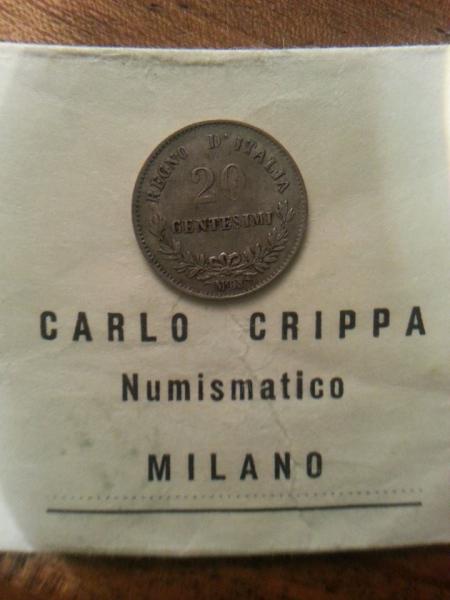 REGNO D'ITALIA
20
CENTESIMI
CARLO CRIPPA
Numismatico
MILANO